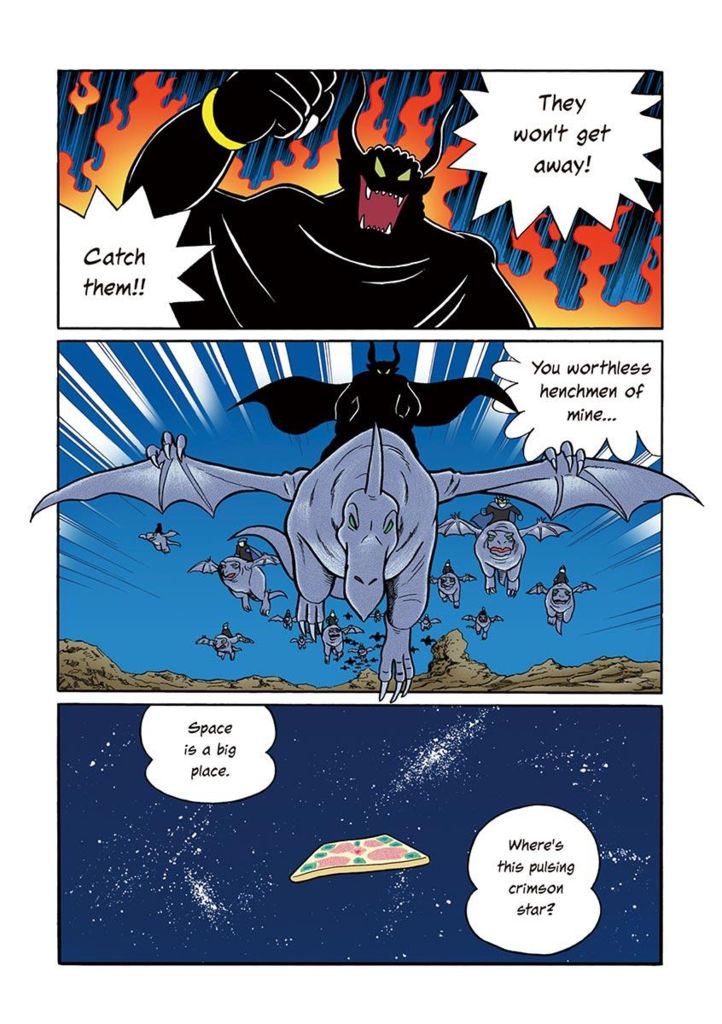 They
won't get
away!
Catch
them!!
You worthless
henchmen of
mine...
Space
is a big
place.
Where's
this pulsing
crimson
star?